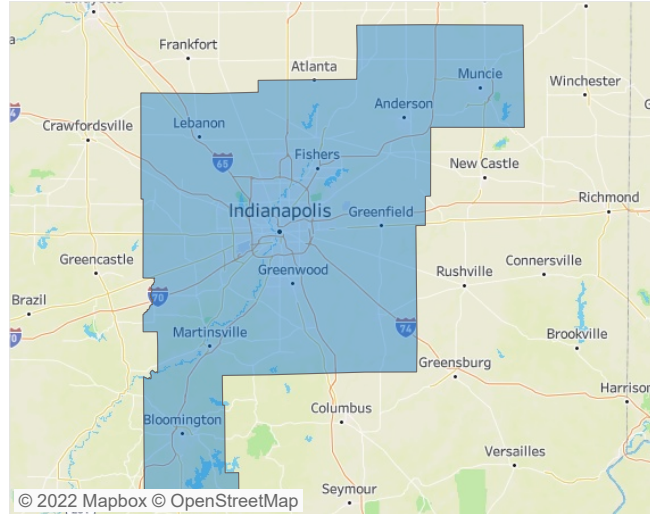 Frankfort
Atlanta
Muncie
Winchester
Anderson
Crawfordsville
Lebanon
65
Fishers
New Castle
Richmond
Indianapolis
Greenfield
Greencastle
Greenwood
Rushville
Connersville
Brazil
70
74
Martinsville
Brookville
Greensburg
Harrison
Bloomington
Columbus
Versailles
Seymour
© 2022 Mapbox © OpenStreetMap